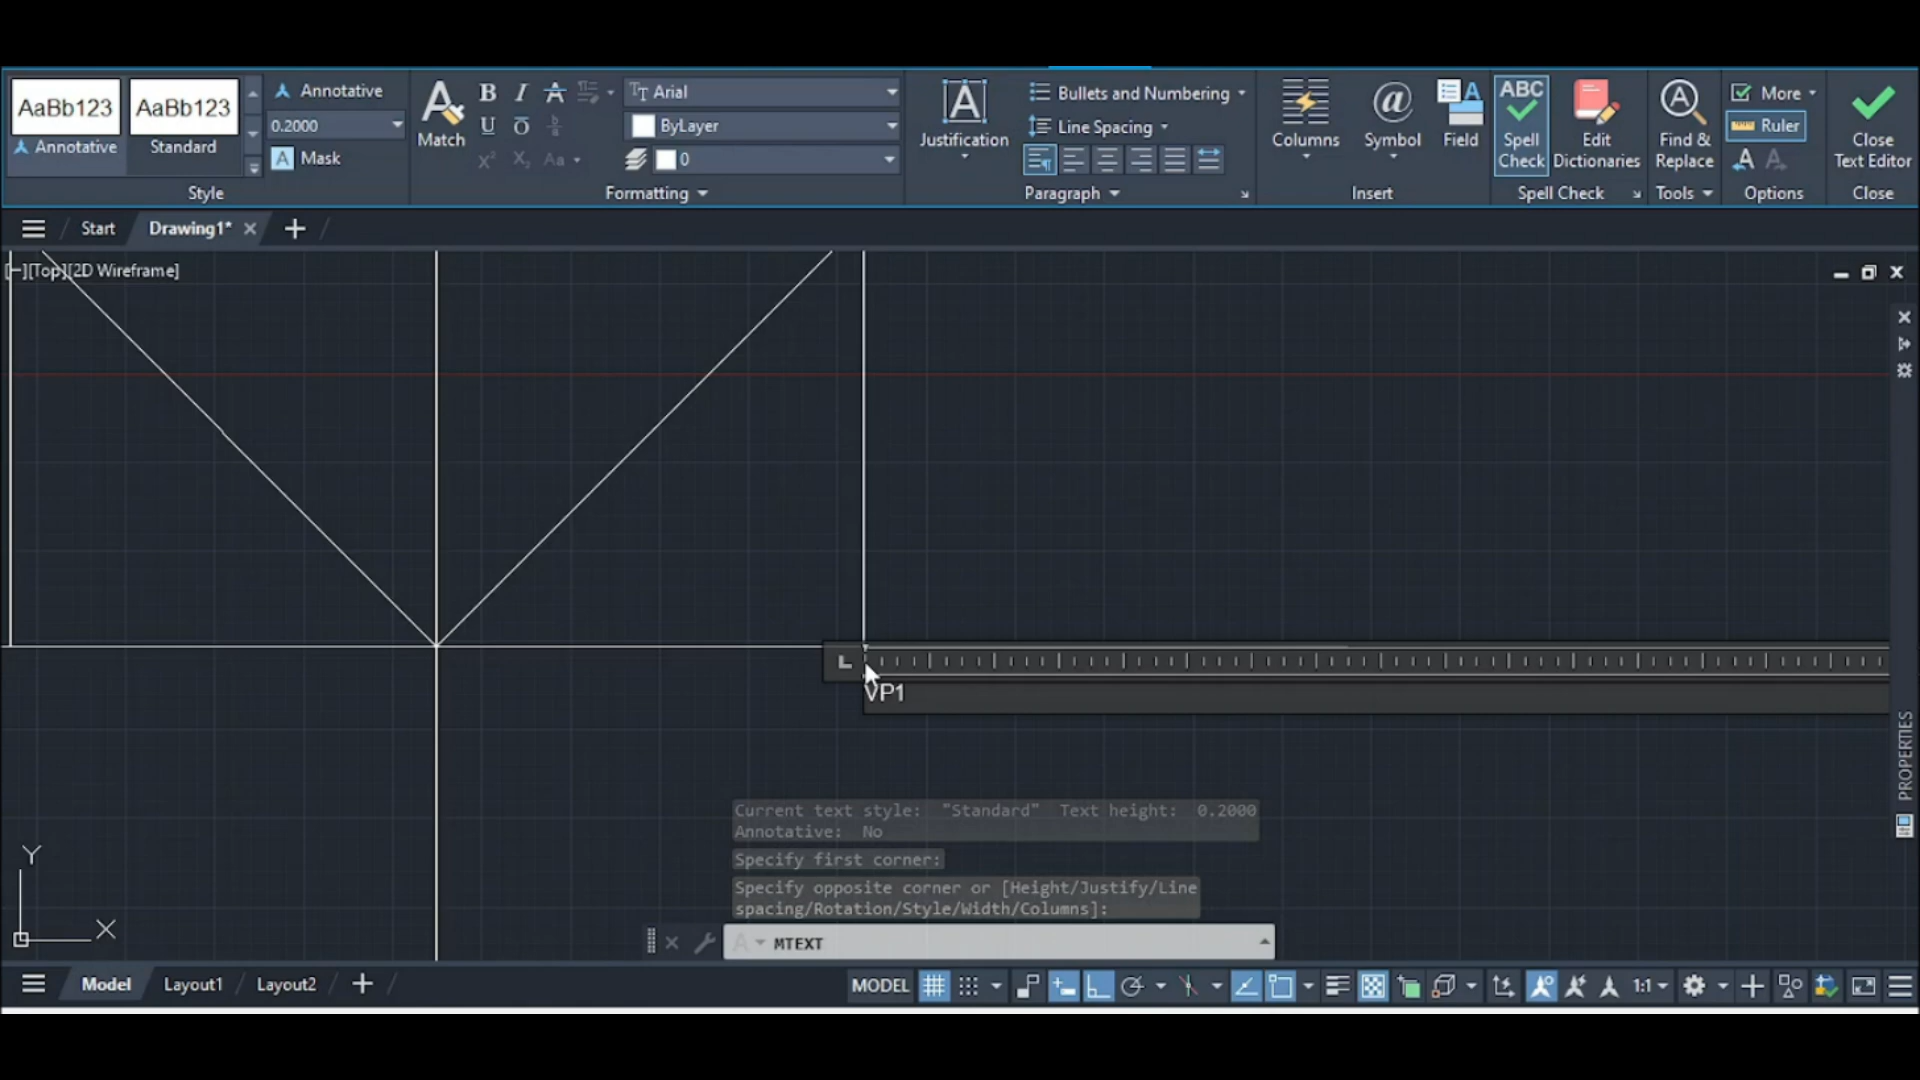 AaBb123
Annotative
AaBb123
Standard
Annotative
0.2000
A Mask
Style
Match
B I A
U O b/a
X² X₂ Aa
Arial
ByLayer
0
Formatting
A
Justification
Bullets and Numbering
Line Spacing
Paragraph
Columns
@
Symbol
A
Field
Insert
ABC
Spell
Check
Edit
Dictionaries
Spell Check
A
Find &
Replace
Tools
More
Ruler
Options
Close
Text Editor
Close
Start
Drawing1*
[−][Top][2D Wireframe]
L
VP1
PROPERTIES
Current text style: "Standard" Text height: 0.2000
Annotative: No
Specify first corner:
Specify opposite corner or [Height/Justify/Line
spacing/Rotation/Style/Width/Columns]:
A MTEXT
Y
X
Model
Layout1
Layout2
MODEL
1:1